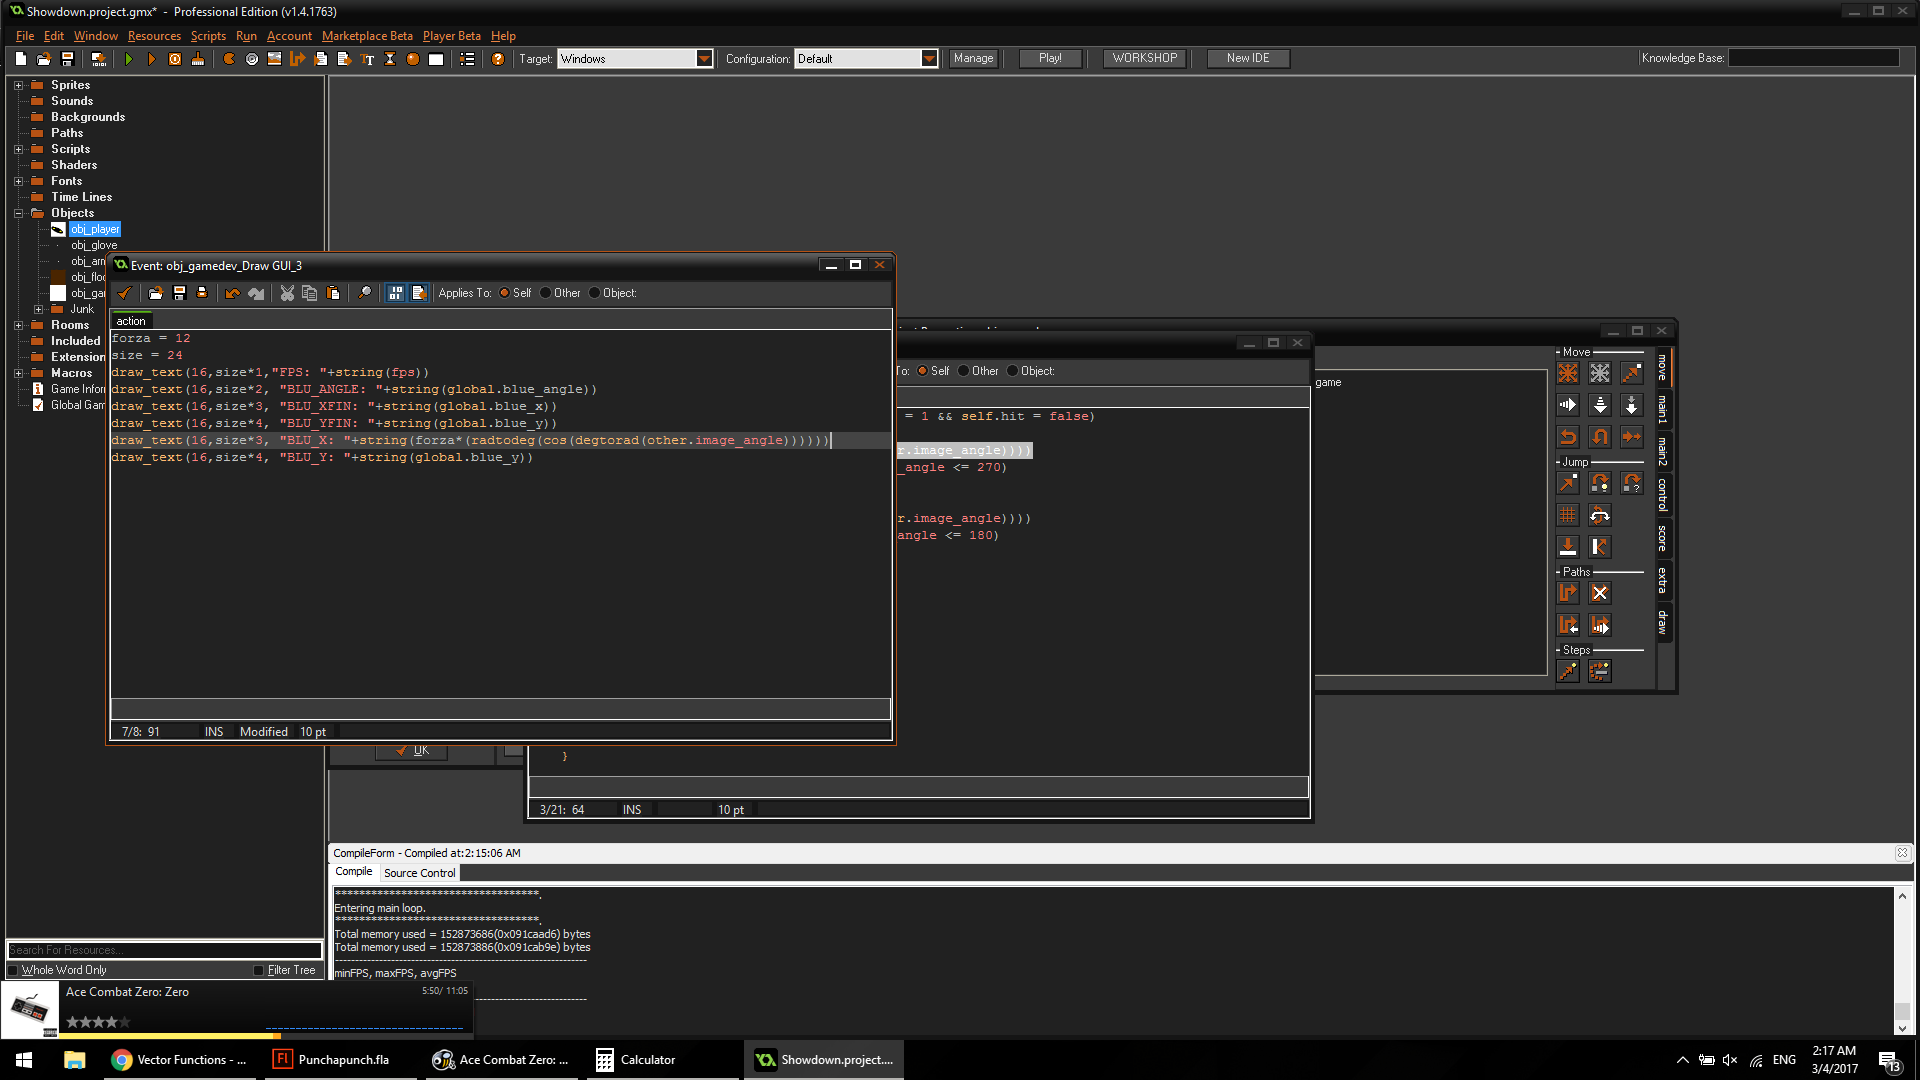 Showdown.project.gmx* - Professional Edition (v1.4.1763)
File Edit Window Resources Scripts Run Account Marketplace Beta Player Beta Help
Target: Windows Configuration: Default Manage Play! WORKSHOP New IDE Knowledge Base:
Sprites
Sounds
Backgrounds
Paths
Scripts
Shaders
Fonts
Time Lines
Objects
obj_player
obj_glove
obj_arm
obj_floo
obj_gam
Junk
Rooms
Included
Extension
Macros
Game Infor
Global Gam
Event: obj_gamedev_Draw GUI_3
Applies To: Self Other Object:
action
forza = 12
size = 24
draw_text(16,size*1,"FPS: "+string(fps))
draw_text(16,size*2, "BLU_ANGLE: "+string(global.blue_angle))
draw_text(16,size*3, "BLU_XFIN: "+string(global.blue_x))
draw_text(16,size*4, "BLU_YFIN: "+string(global.blue_y))
draw_text(16,size*3, "BLU_X: "+string(forza*(radtodeg(cos(degtorad(other.image_angle))))))
draw_text(16,size*4, "BLU_Y: "+string(global.blue_y))
7/8: 91 INS Modified 10 pt
OK
To: Self Other Object:
= 1 && self.hit = false)
r.image_angle))))
_angle <= 270)
r.image_angle))))
angle <= 180)
}
3/21: 64 INS 10 pt
game
Move
Jump
Paths
Steps
move
main1
main2
control
score
extra
draw
CompileForm - Compiled at:2:15:06 AM
Compile Source Control
***********************************.
Entering main loop.
***********************************.
Total memory used = 152873686(0x091caad6) bytes
Total memory used = 152873886(0x091cab9e) bytes
minFPS, maxFPS, avgFPS
Search For Resources...
Whole Word Only Filter Tree
Ace Combat Zero: Zero 5:50/ 11:05
Vector Functions - ... Punchapunch.fla Ace Combat Zero: ... Calculator Showdown.project....
ENG 2:17 AM
3/4/2017
13